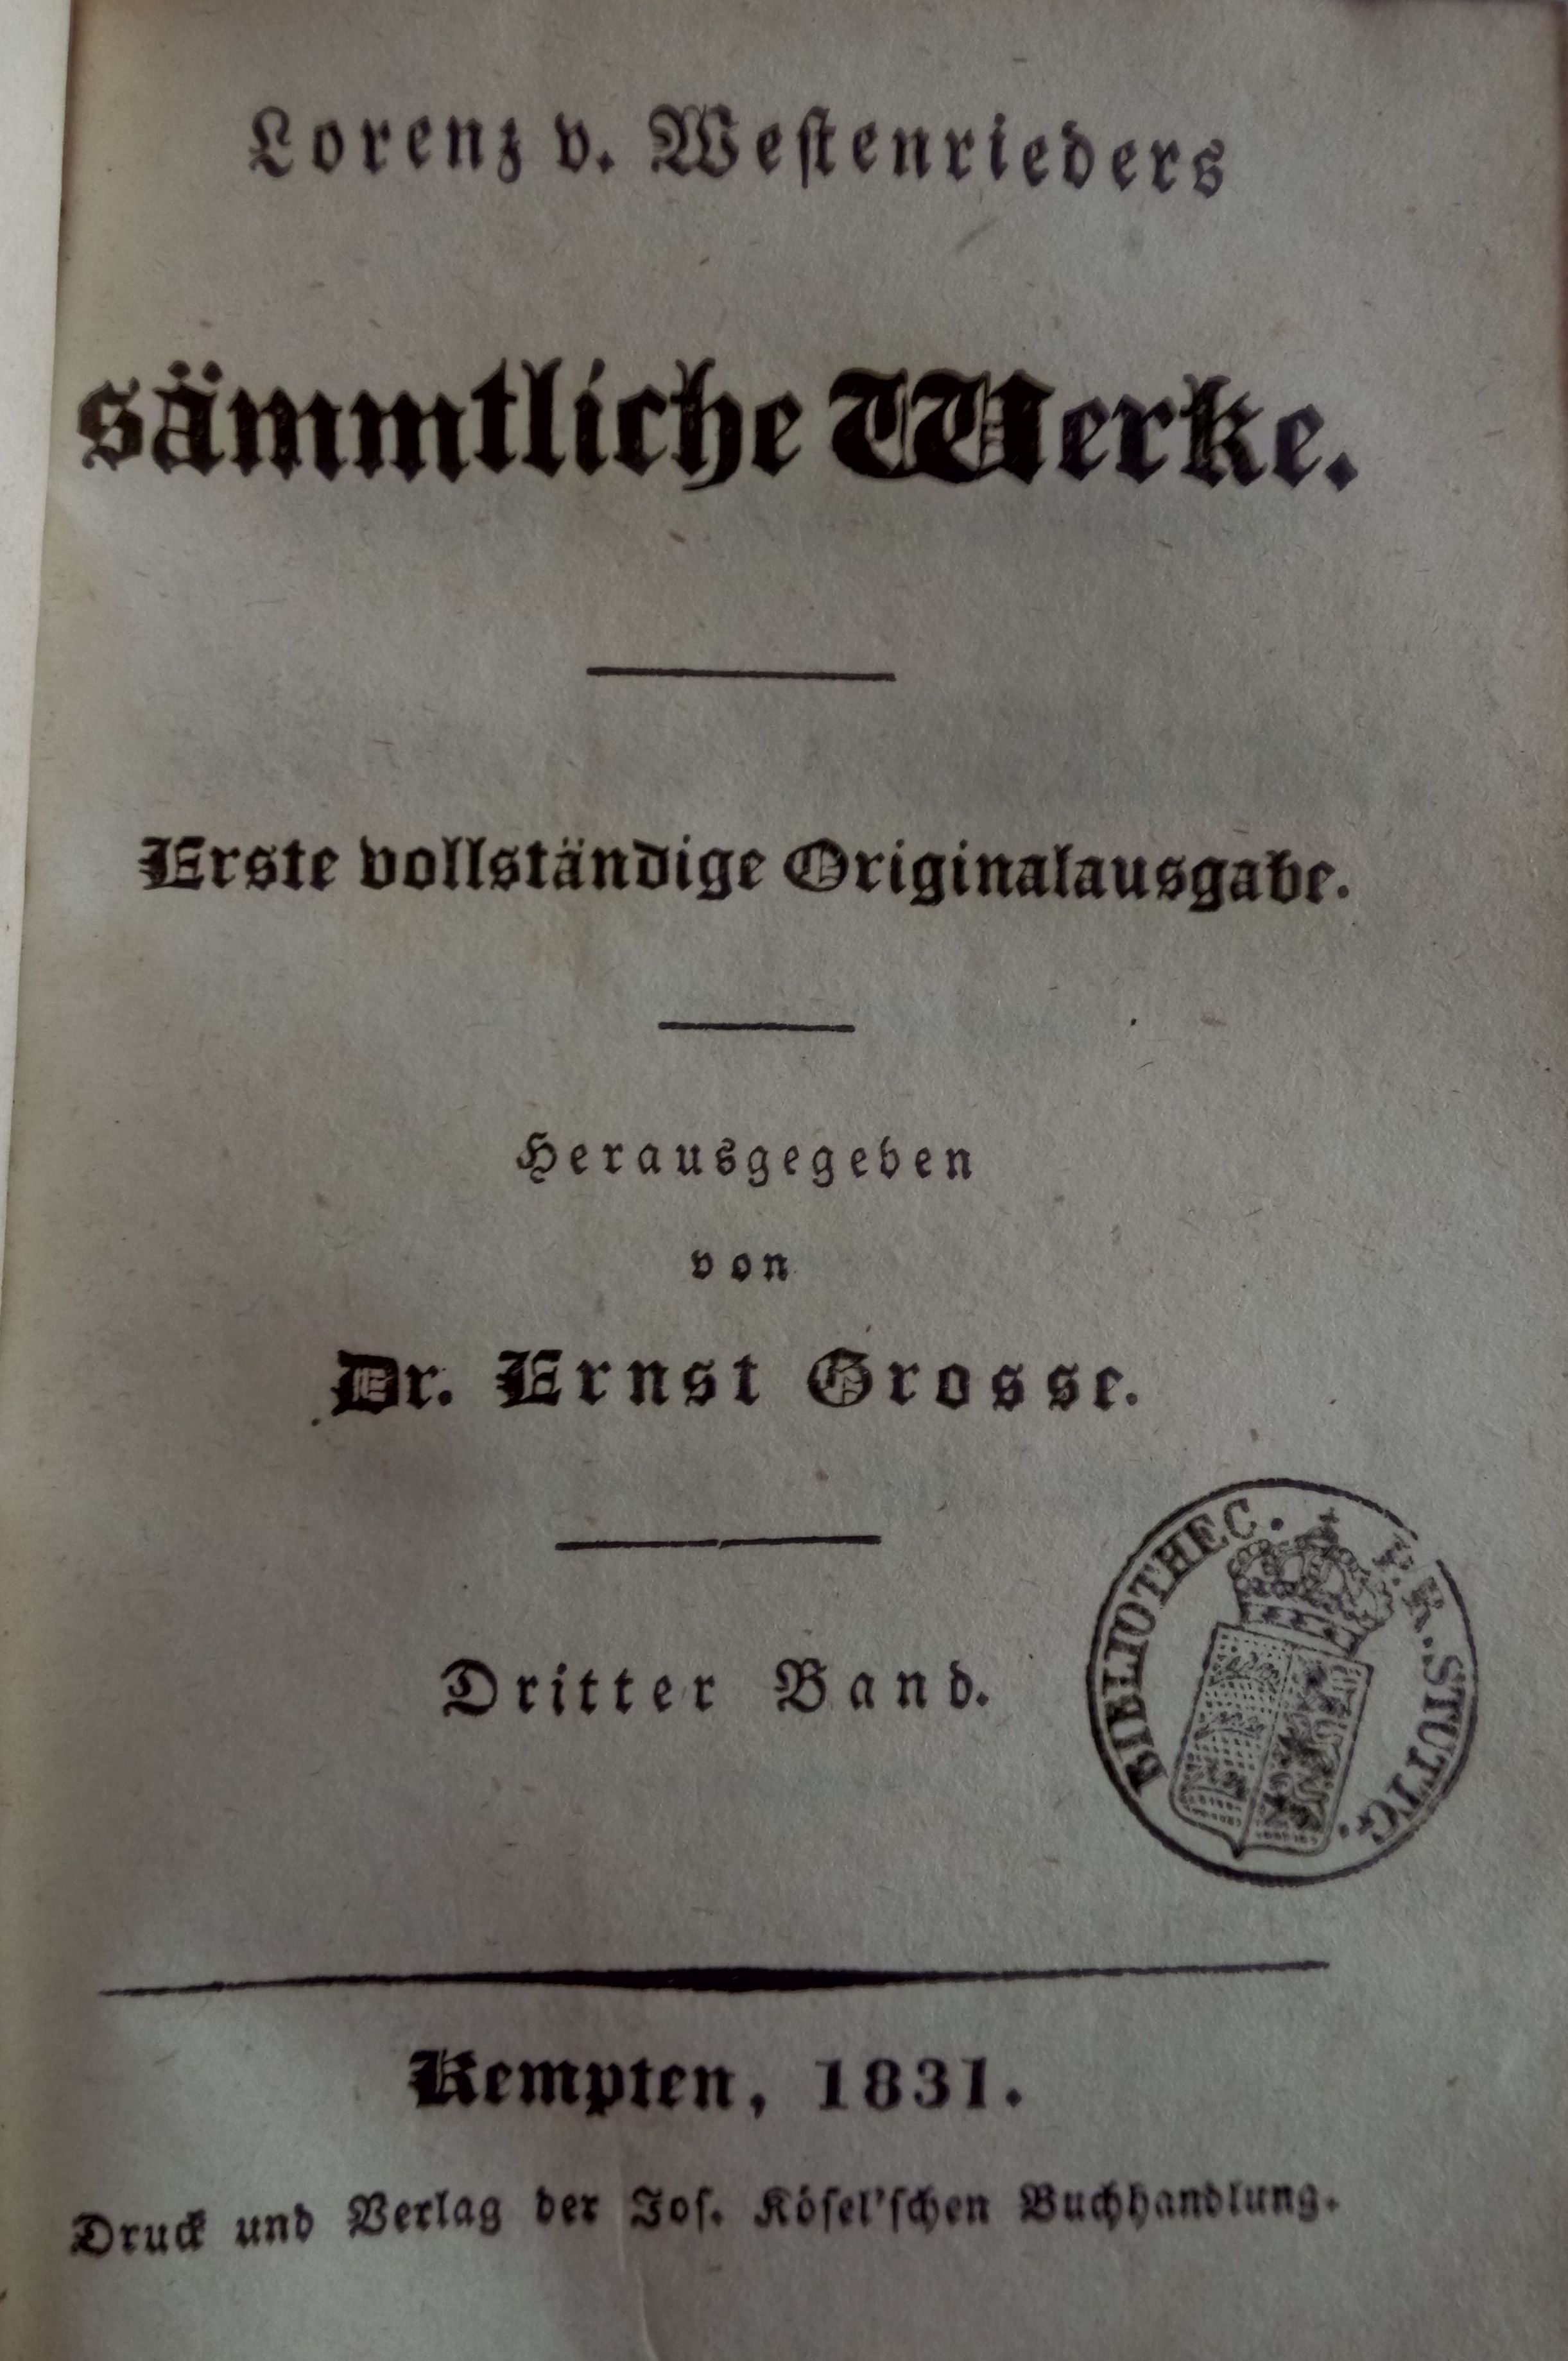 Lorenz v. Weſtenrieders
sämmtliche Werke.
Erste vollständige Originalausgabe.
Herausgegeben
von
Dr. Ernst Grosse.
Dritter Band.
BIBLIOTHEC. P. R. STUTTG.
Kempten, 1831.
Druck und Verlag der Joſ. Köſel'ſchen Buchhandlung.